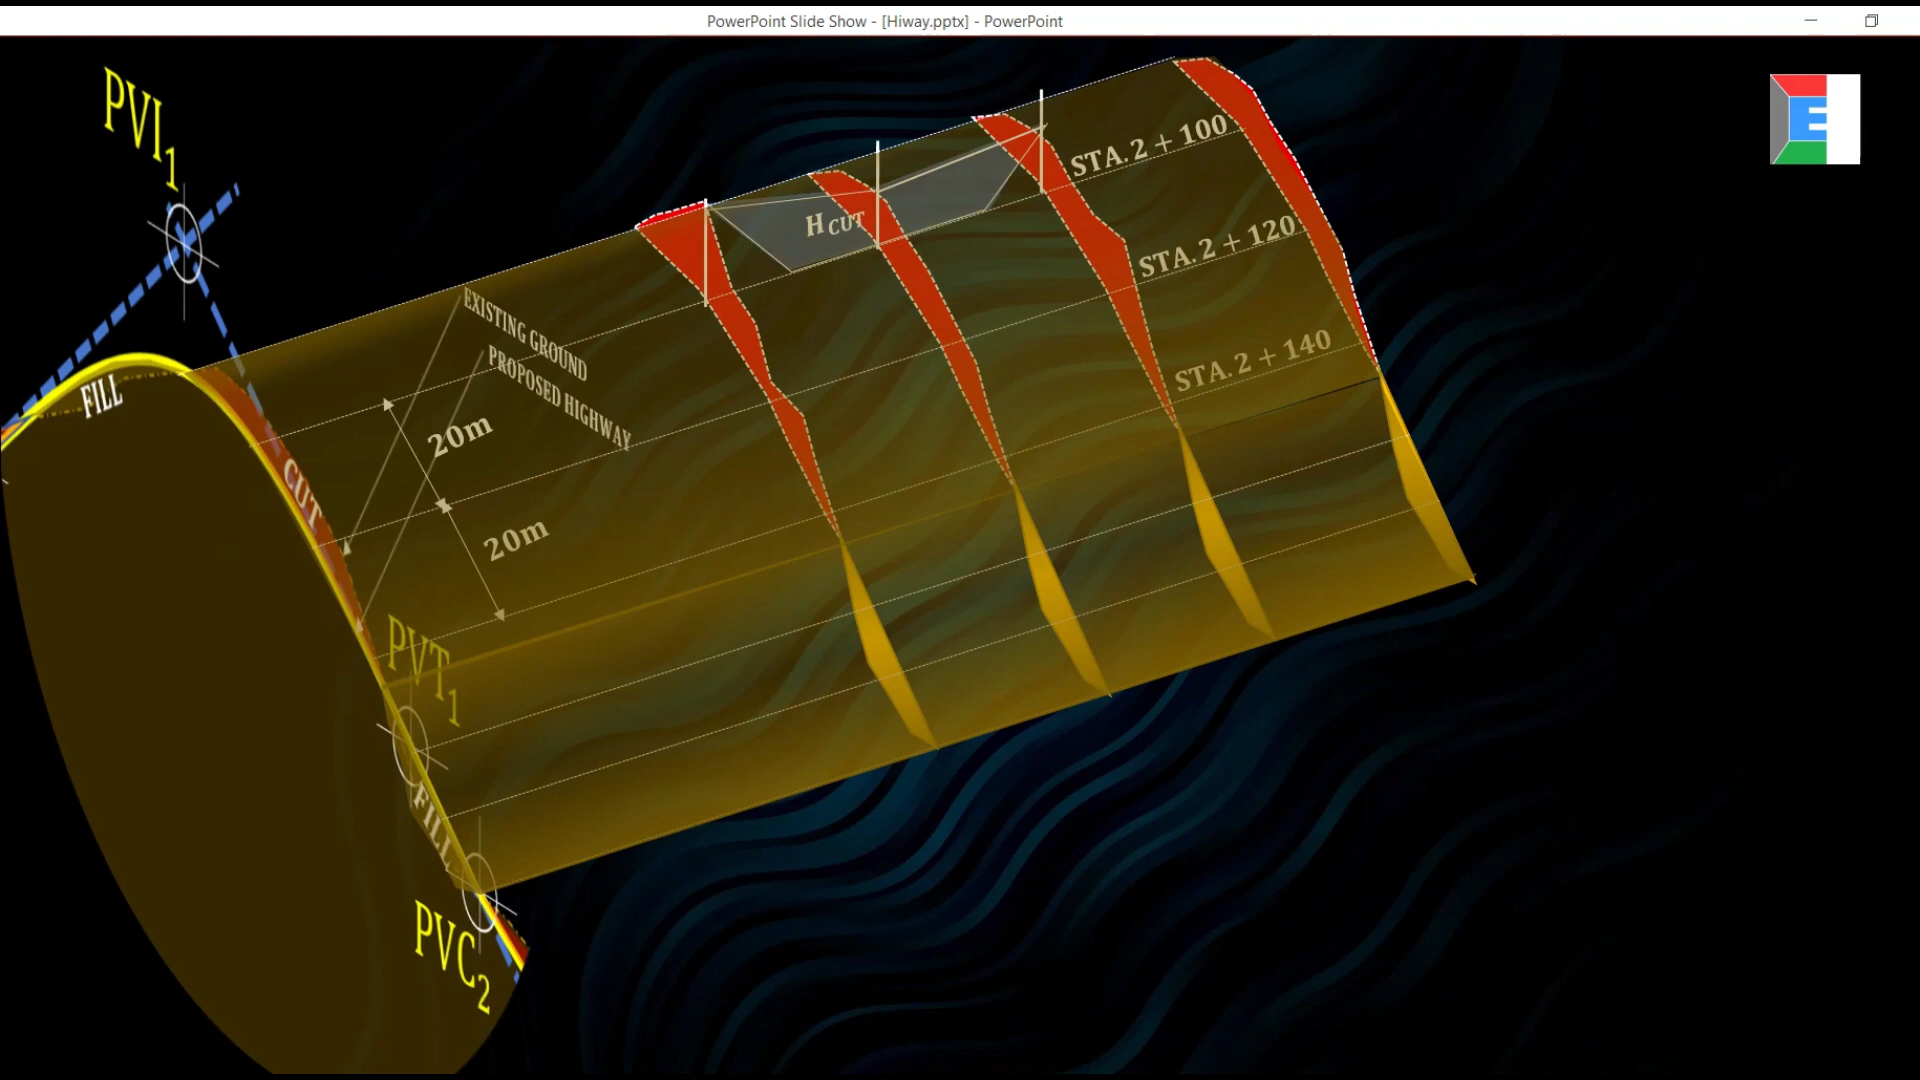 PowerPoint Slide Show - [Hiway.pptx] - PowerPoint
PVI1
E
STA. 2 + 100
HCUT
STA. 2 + 120
EXISTING GROUND
PROPOSED HIGHWAY
STA. 2 + 140
FILL
20m
CUT
20m
PVT1
FILL
PVC2